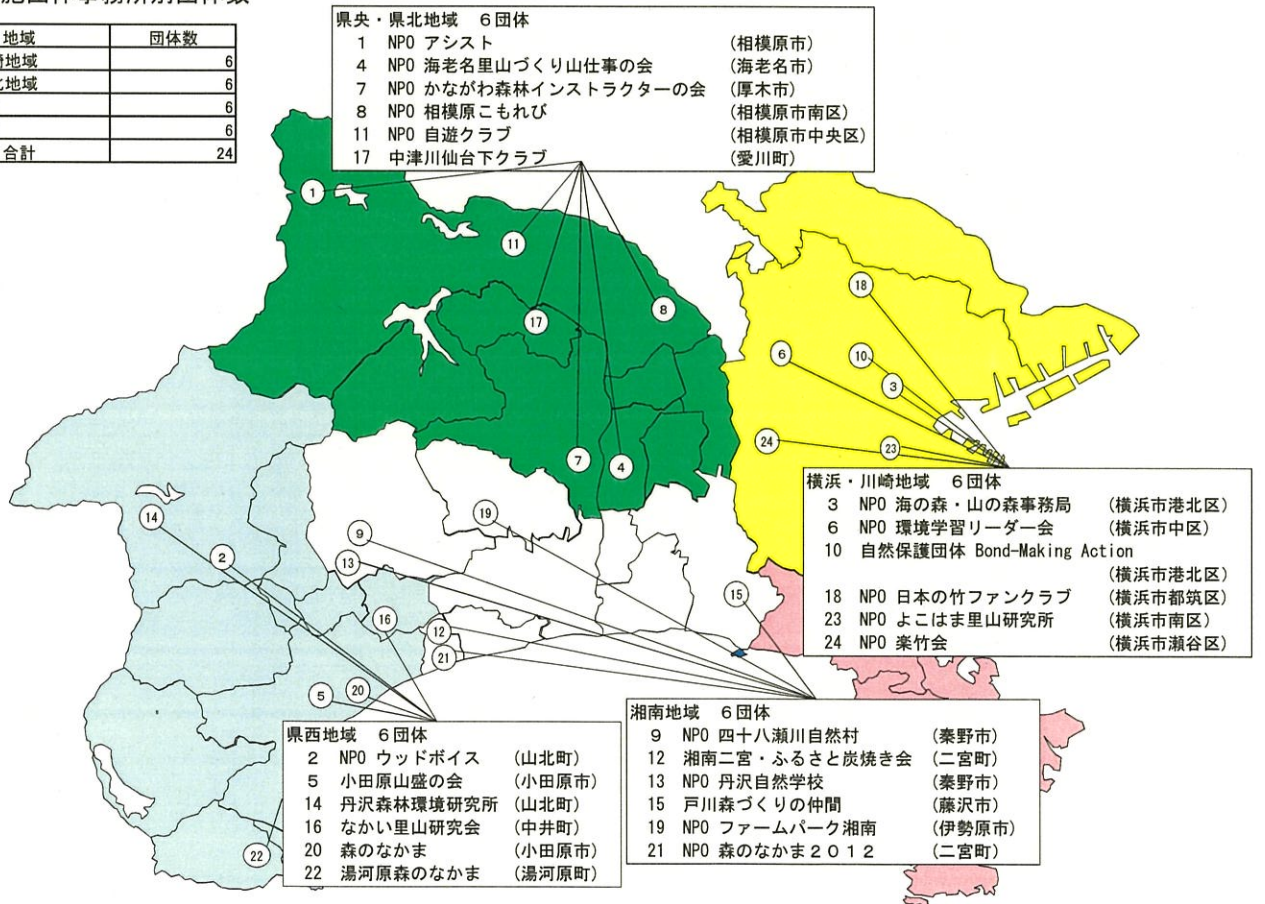 施団体事務所別団体数
地域 団体数
崎地域 6
北地域 6
6
6
合計 24
県央・県北地域 6団体
1 NPO アシスト (相模原市)
4 NPO 海老名里山づくり山仕事の会 (海老名市)
7 NPO かながわ森林インストラクターの会 (厚木市)
8 NPO 相模原こもれび (相模原市南区)
11 NPO 自遊クラブ (相模原市中央区)
17 中津川仙台下クラブ (愛川町)
1
11
17
8
7
4
18
6
10
3
24
23
横浜・川崎地域 6団体
3 NPO 海の森・山の森事務局 (横浜市港北区)
6 NPO 環境学習リーダー会 (横浜市中区)
10 自然保護団体 Bond-Making Action
(横浜市港北区)
18 NPO 日本の竹ファンクラブ (横浜市都筑区)
23 NPO よこはま里山研究所 (横浜市南区)
24 NPO 楽竹会 (横浜市瀬谷区)
14
2
9
19
13
15
16
12
21
5
20
22
県西地域 6団体
2 NPO ウッドボイス (山北町)
5 小田原山盛の会 (小田原市)
14 丹沢森林環境研究所 (山北町)
16 なかい里山研究会 (中井町)
20 森のなかま (小田原市)
22 湯河原森のなかま (湯河原町)
湘南地域 6団体
9 NPO 四十八瀬川自然村 (秦野市)
12 湘南二宮・ふるさと炭焼き会 (二宮町)
13 NPO 丹沢自然学校 (秦野市)
15 戸川森づくりの仲間 (藤沢市)
19 NPO ファームパーク湘南 (伊勢原市)
21 NPO 森のなかま2012 (二宮町)